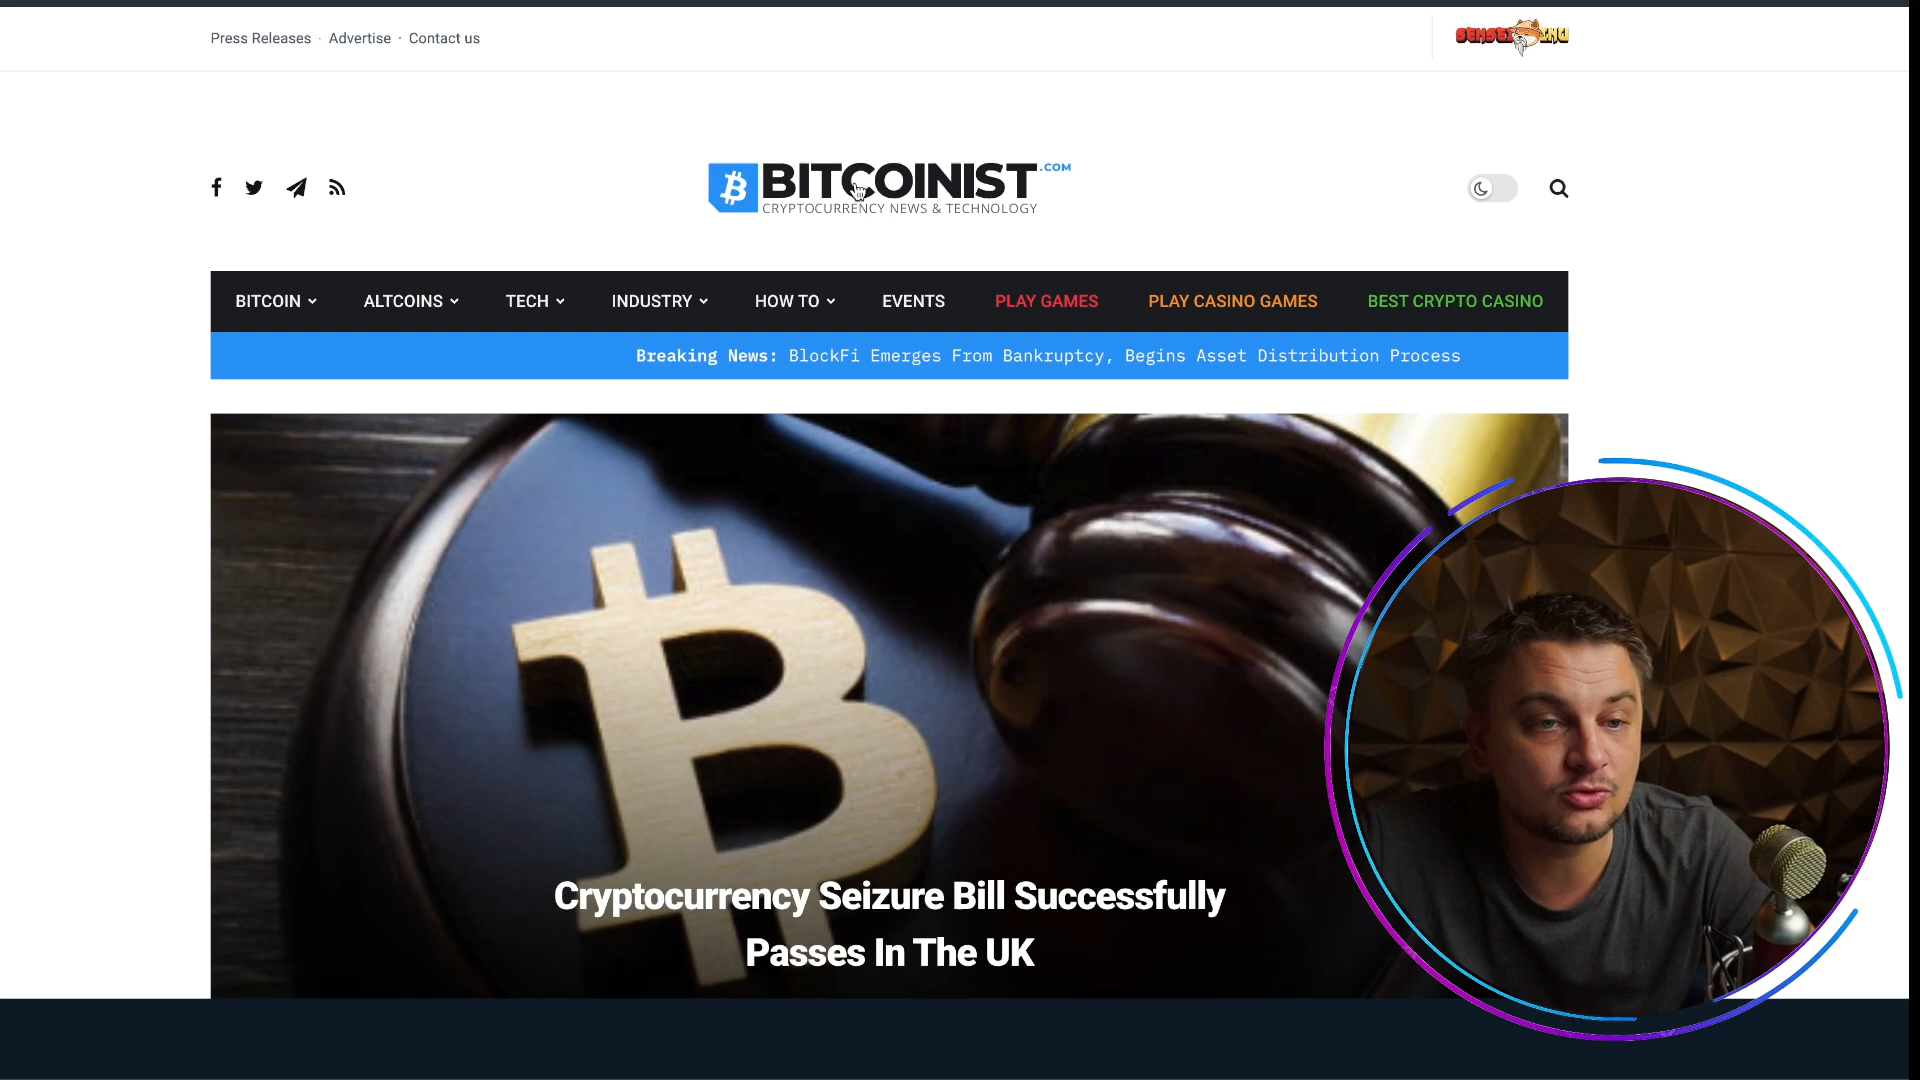 Press Releases · Advertise · Contact us
SENSEI INU
BITCOINIST.COM
CRYPTOCURRENCY NEWS & TECHNOLOGY
BITCOIN ALTCOINS TECH INDUSTRY HOW TO EVENTS PLAY GAMES PLAY CASINO GAMES BEST CRYPTO CASINO
Breaking News: BlockFi Emerges From Bankruptcy, Begins Asset Distribution Process
Cryptocurrency Seizure Bill Successfully
Passes In The UK